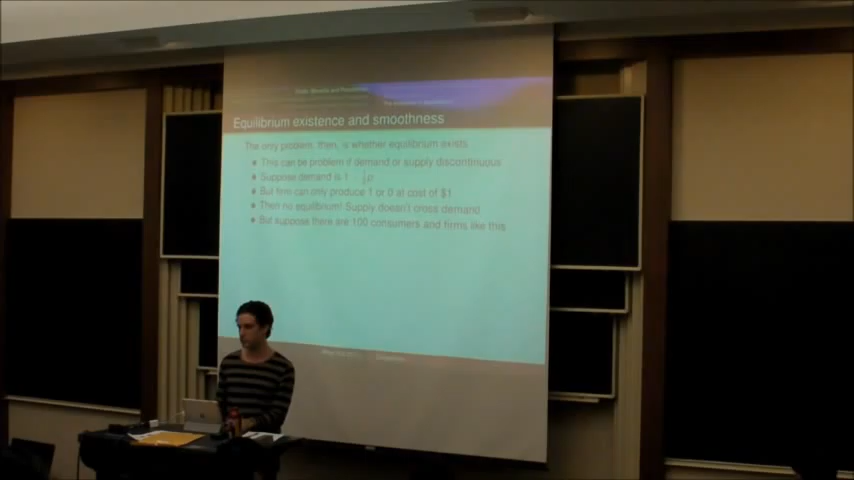 Equilibrium existence and smoothness
The only problem, then, is whether equilibrium exists
This can be problem if demand or supply discontinuous
Suppose demand is 1 -
But firm can only produce 1 or 0 at cost of $1
Then no equilibrium! Supply doesn't cross demand
But suppose there are 100 consumers and firms like this